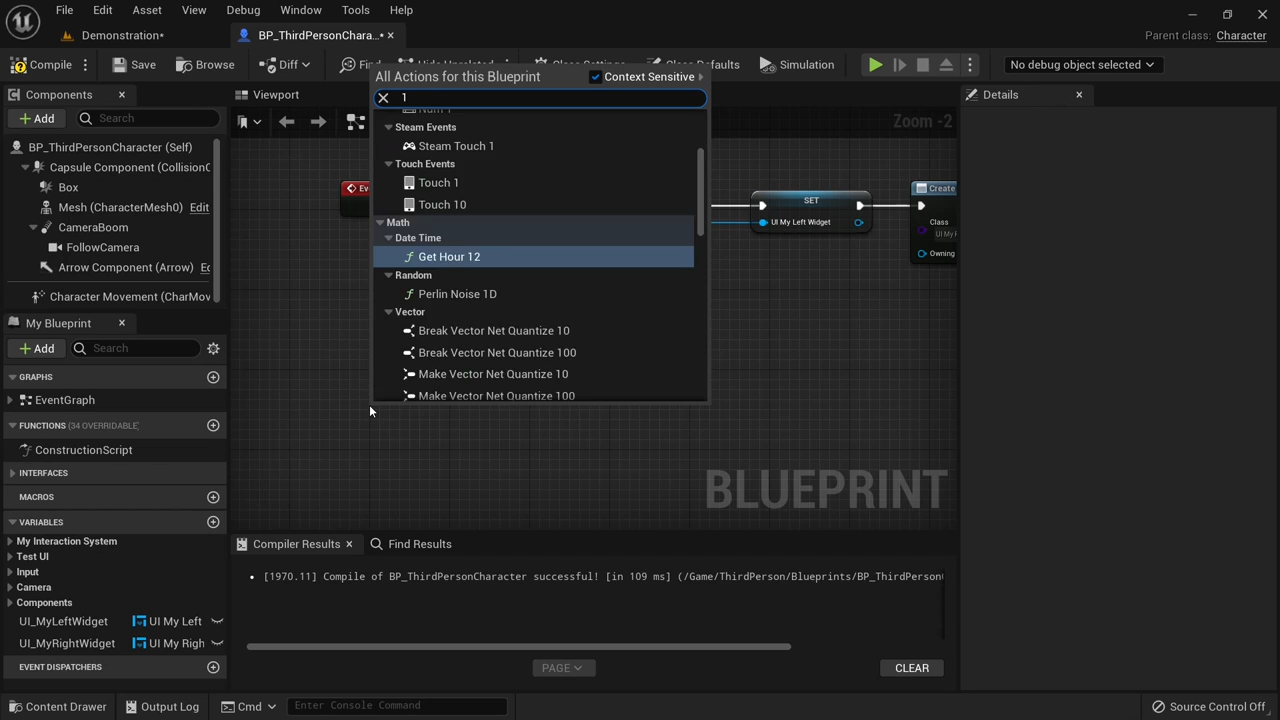 File Edit Asset View Debug Window Tools Help
Demonstration* BP_ThirdPersonChara...* Parent class: Character
Compile Save Browse Diff Simulation No debug object selected
Components Viewport Details
Add Search
BP_ThirdPersonCharacter (Self)
Capsule Component (CollisionC
Box
Mesh (CharacterMesh0) Edit
CameraBoom
FollowCamera
Arrow Component (Arrow)
Character Movement (CharMov
My Blueprint
Add Search
GRAPHS
EventGraph
FUNCTIONS (34 OVERRIDABLE)
ConstructionScript
INTERFACES
MACROS
VARIABLES
My Interaction System
Test UI
Input
Camera
Components
UI_MyLeftWidget UI My Left
UI_MyRightWidget UI My Righ
EVENT DISPATCHERS
All Actions for this Blueprint Context Sensitive
1
Steam Events
Steam Touch 1
Touch Events
Touch 1
Touch 10
Math
Date Time
Get Hour 12
Random
Perlin Noise 1D
Vector
Break Vector Net Quantize 10
Break Vector Net Quantize 100
Make Vector Net Quantize 10
Make Vector Net Quantize 100
Zoom -2
Ev
SET
UI My Left Widget
Create
Class
Owning
BLUEPRINT
Compiler Results Find Results
[1970.11] Compile of BP_ThirdPersonCharacter successful! [in 109 ms] (/Game/ThirdPerson/Blueprints/BP_ThirdPerson
PAGE CLEAR
Content Drawer Output Log Cmd Enter Console Command Source Control Off